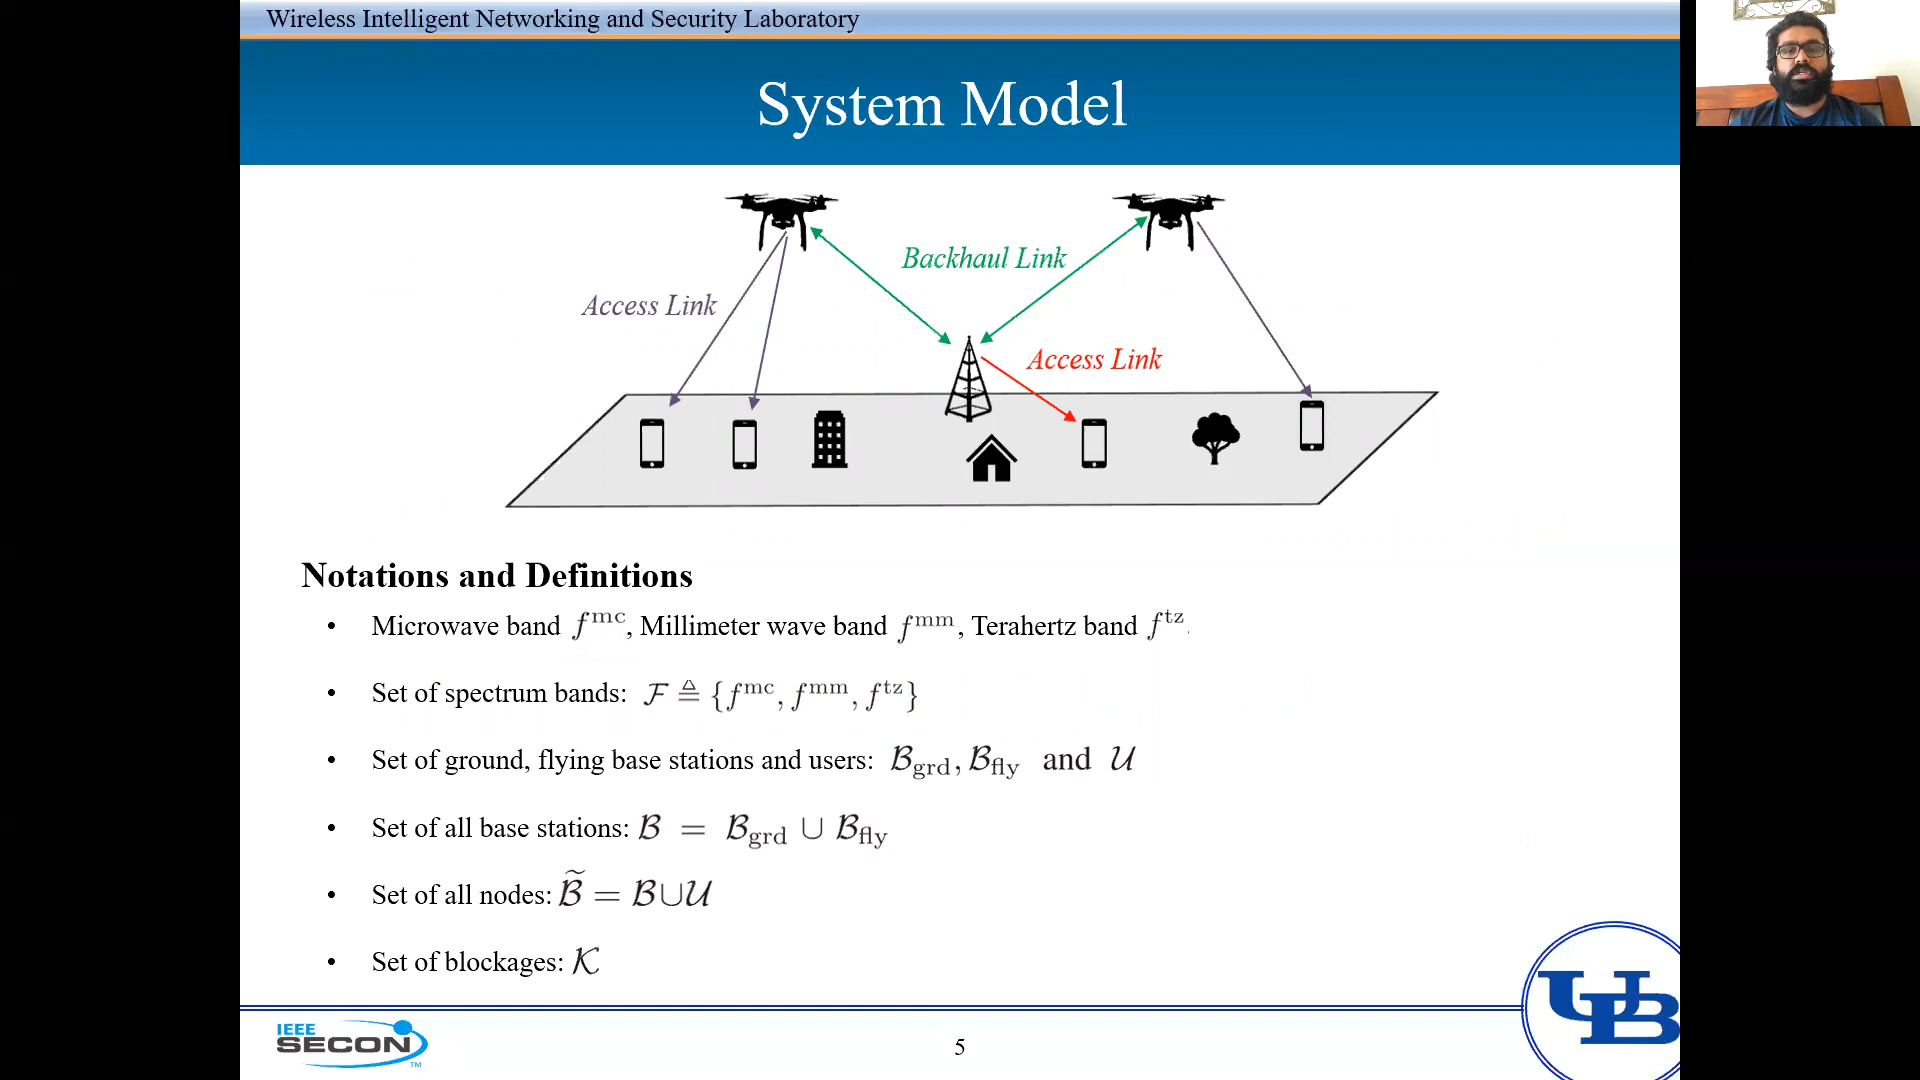 Wireless Intelligent Networking and Security Laboratory
System Model
Backhaul Link
Access Link
Access Link
Notations and Definitions
• Microwave band f^mc, Millimeter wave band f^mm, Terahertz band f^tz.
• Set of spectrum bands: ℱ ≜ {f^mc, f^mm, f^tz}
• Set of ground, flying base stations and users: ℬ_grd, ℬ_fly and 𝒰
• Set of all base stations: ℬ = ℬ_grd ∪ ℬ_fly
• Set of all nodes: ℬ̃ = ℬ∪𝒰
• Set of blockages: 𝒦
IEEE
SECON™
5
UB